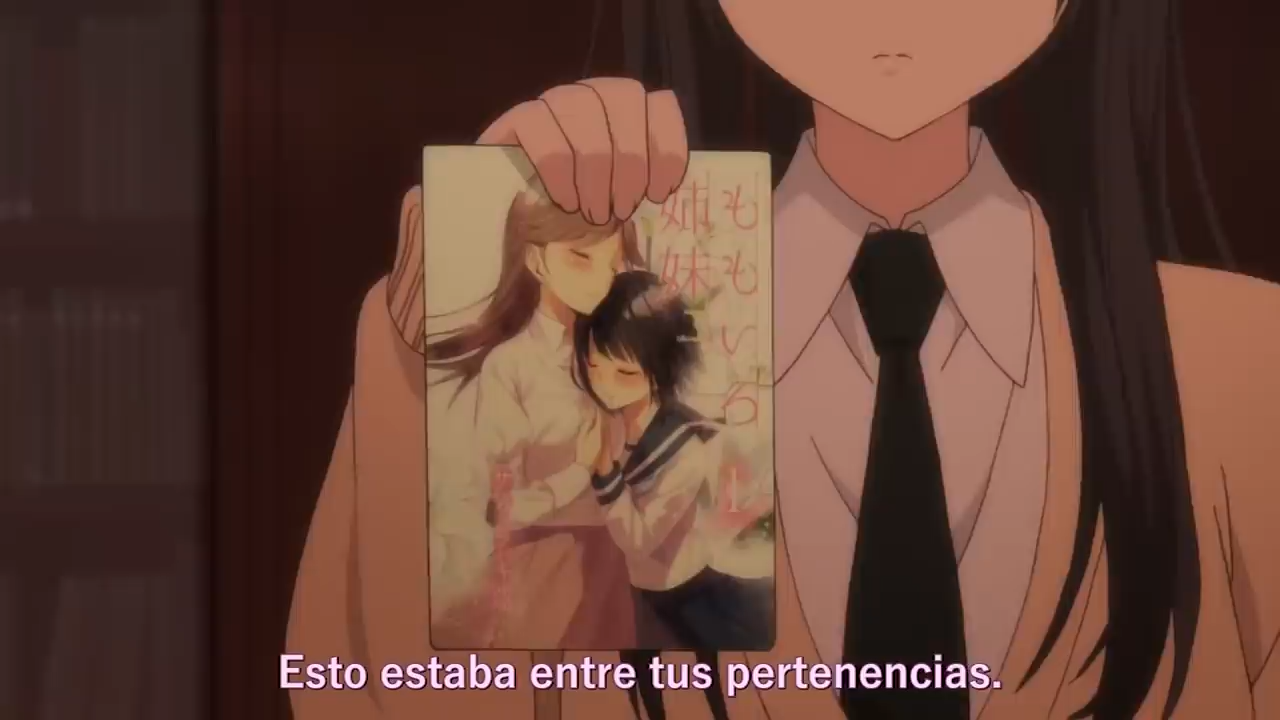 ももいろ
姉妹
1
Esto estaba entre tus pertenencias.